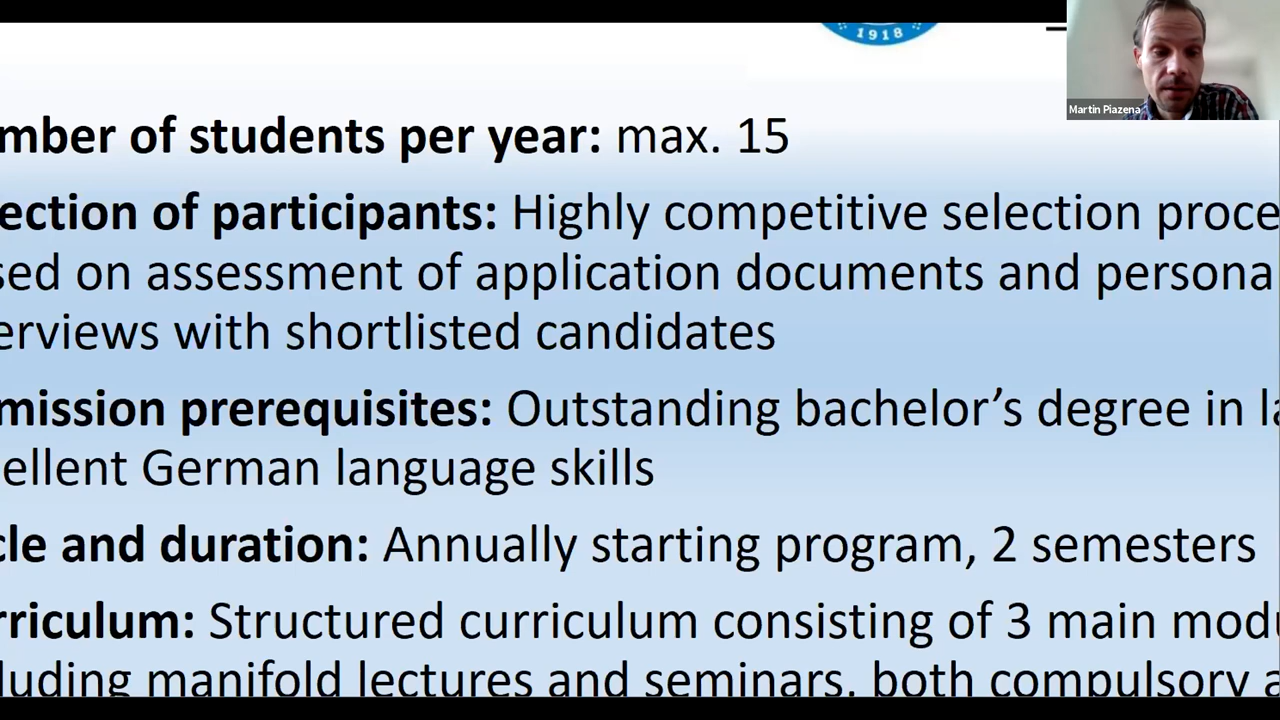 1918
Martin Piazena
mber of students per year: max. 15
ection of participants: Highly competitive selection proce
sed on assessment of application documents and persona
erviews with shortlisted candidates
mission prerequisites: Outstanding bachelor’s degree in la
ellent German language skills
cle and duration: Annually starting program, 2 semesters
rriculum: Structured curriculum consisting of 3 main modu
luding manifold lectures and seminars, both compulsory a